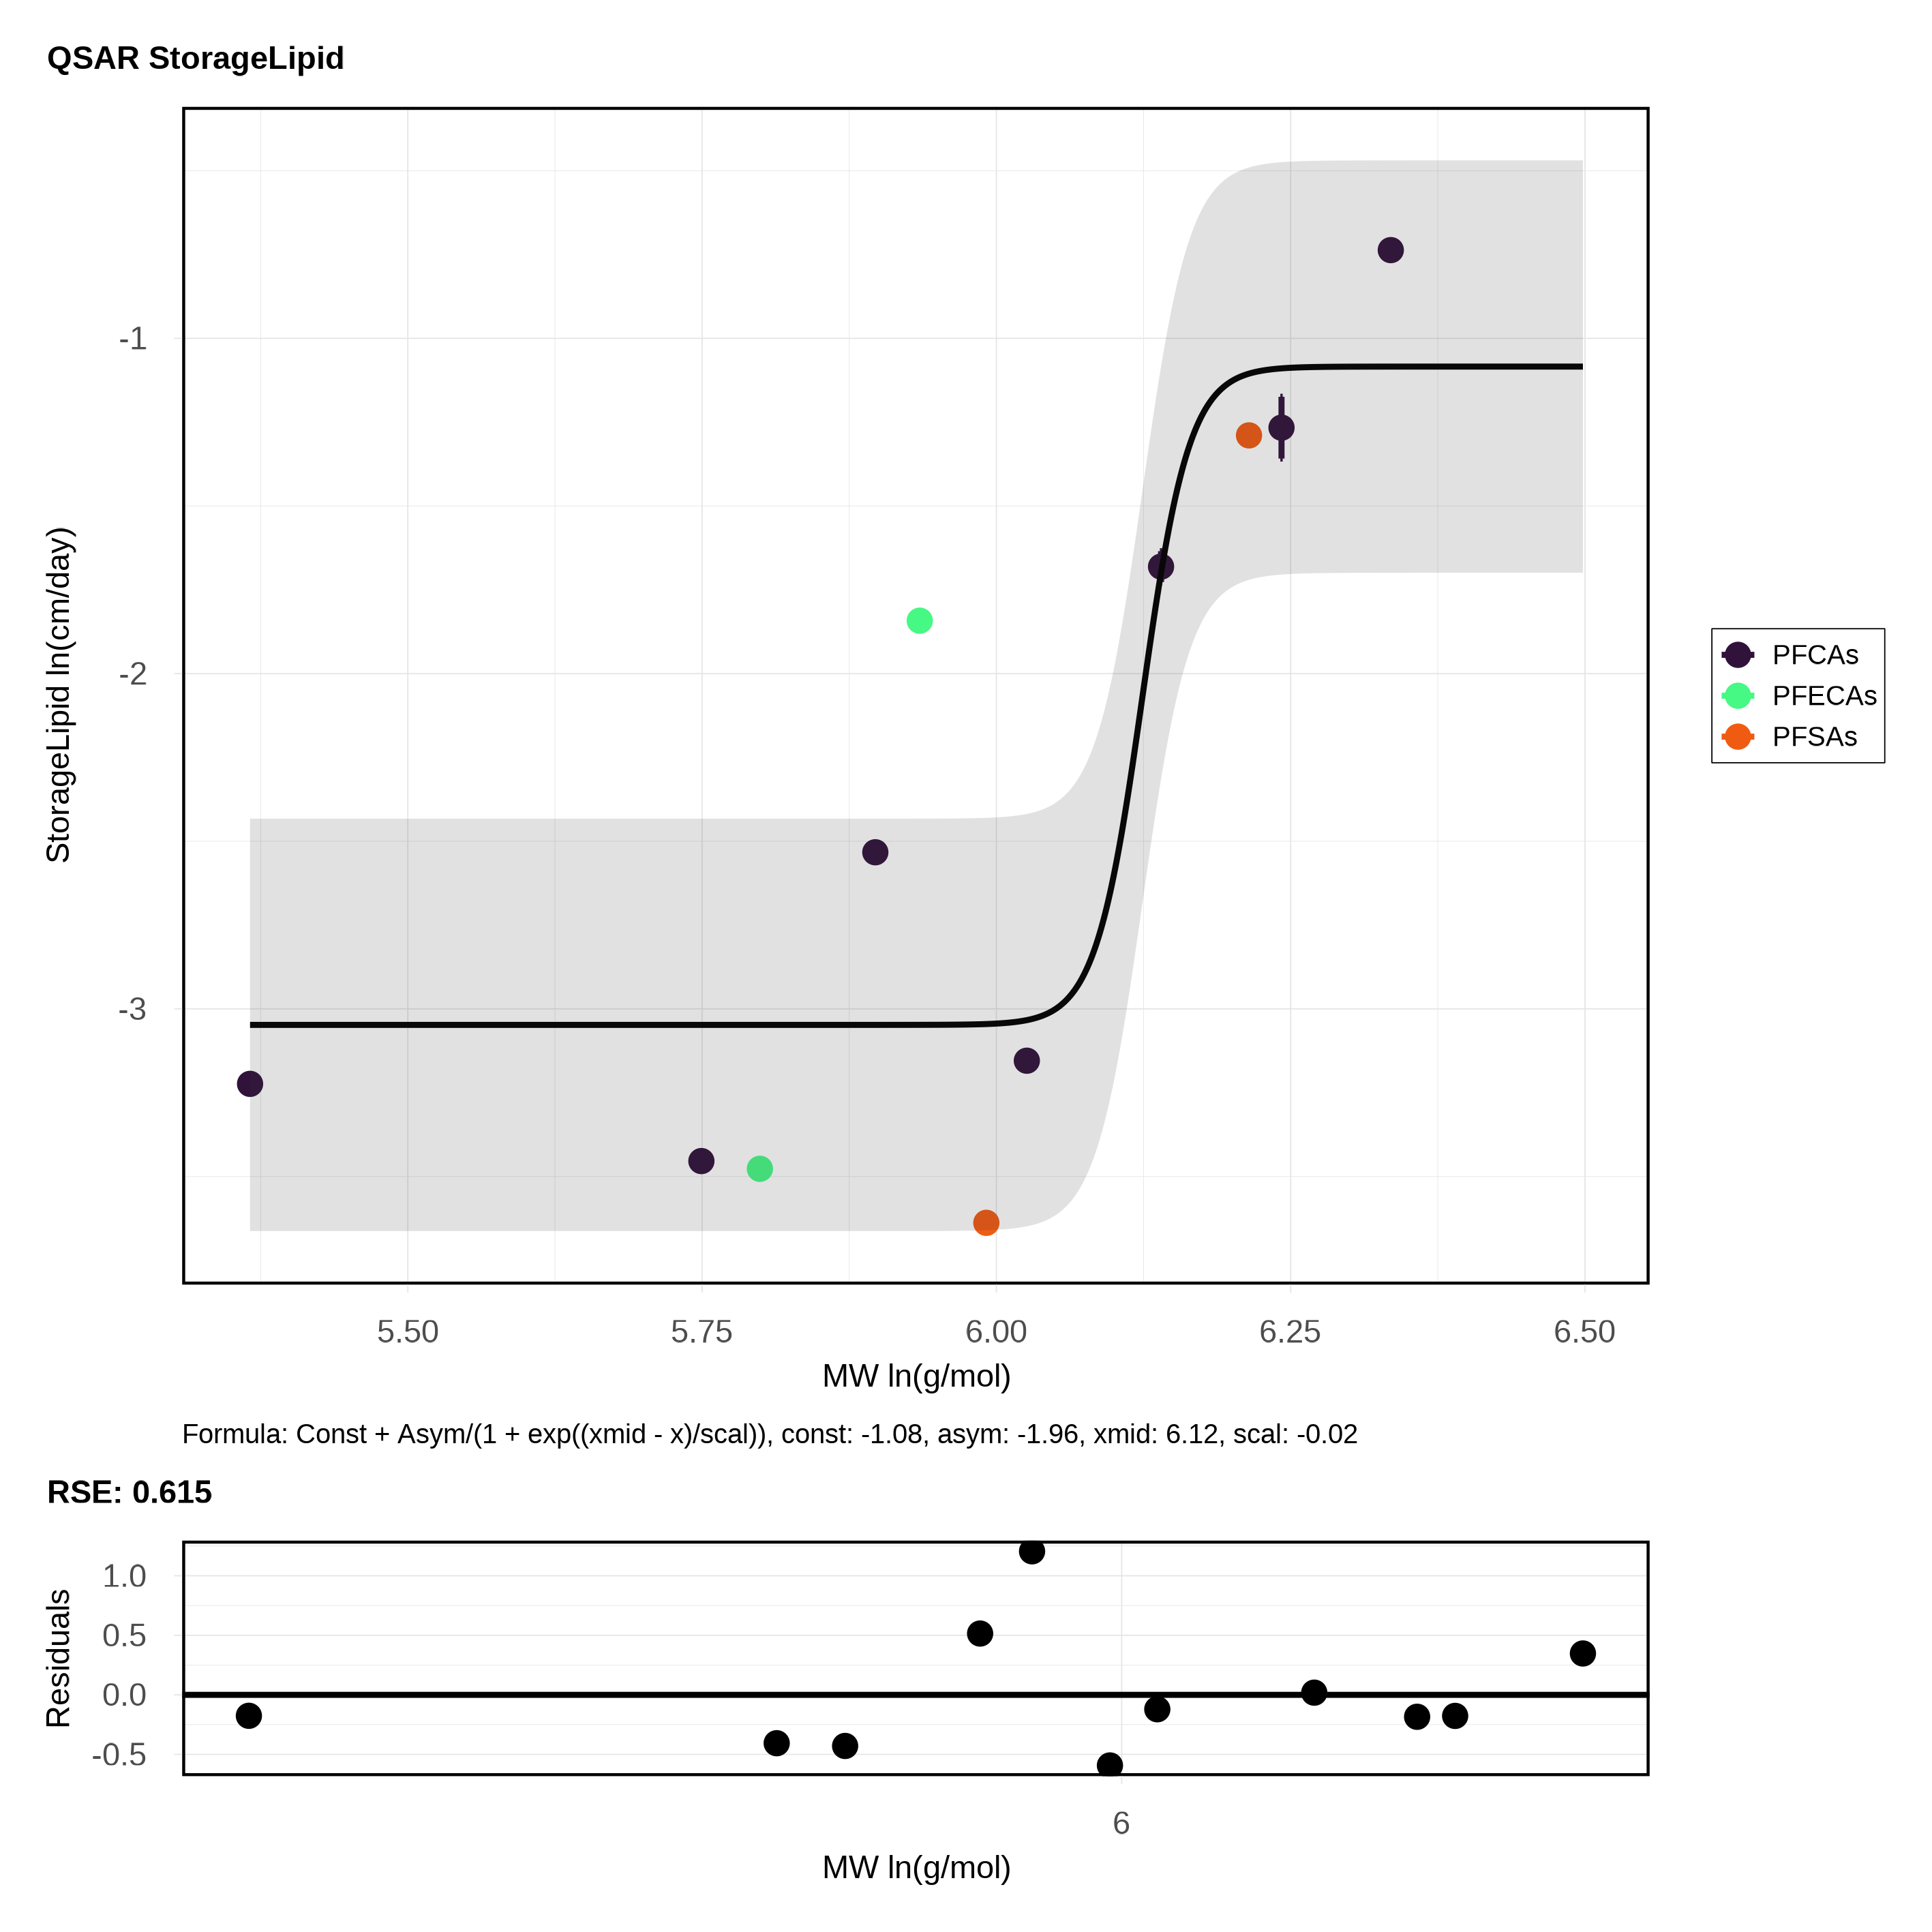 QSAR StorageLipid
StorageLipid ln(cm/day)
-1
-2
-3
5.50 5.75 6.00 6.25 6.50
MW ln(g/mol)
PFCAs
PFECAs
PFSAs
Formula: Const + Asym/(1 + exp((xmid - x)/scal)), const: -1.08, asym: -1.96, xmid: 6.12, scal: -0.02
RSE: 0.615
Residuals
1.0
0.5
0.0
-0.5
6
MW ln(g/mol)